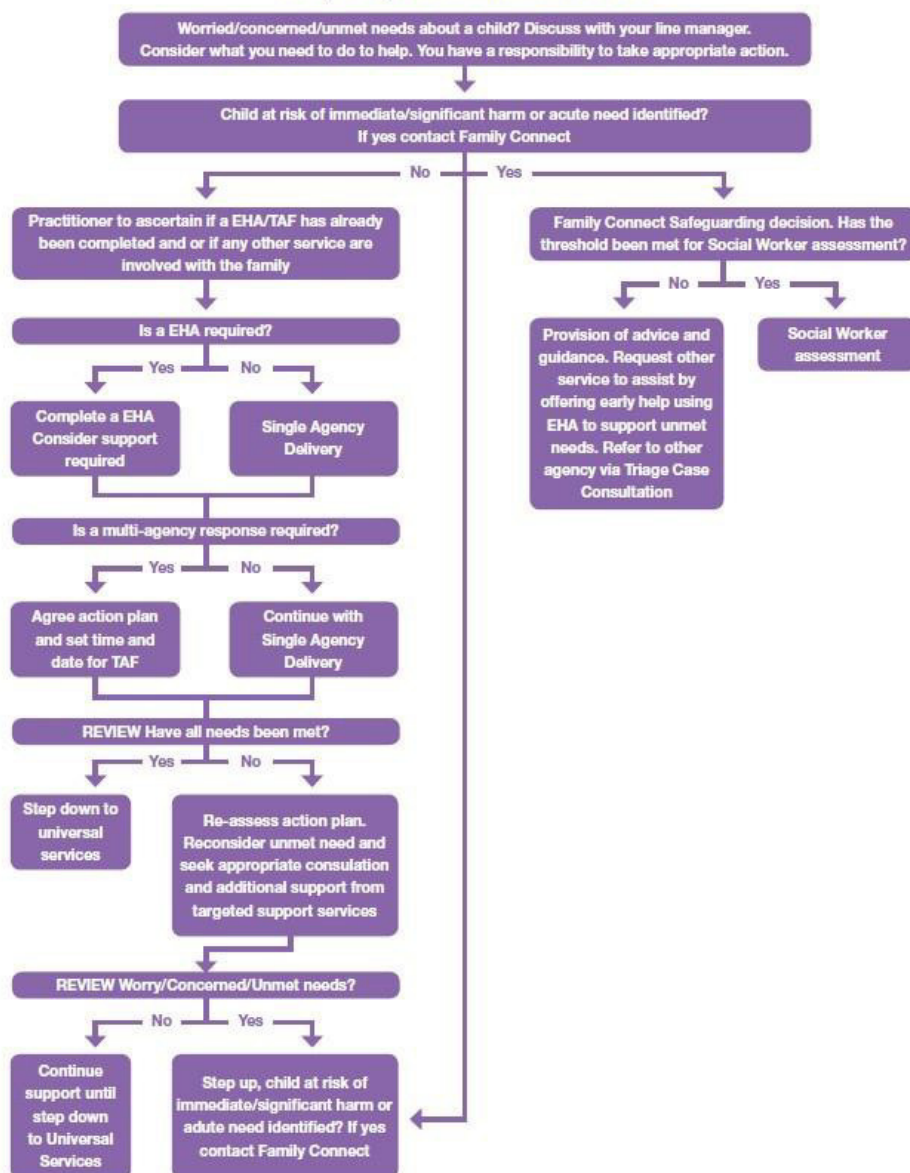 Worried/concerned/unmet needs about a child? Discuss with your line manager.
Consider what you need to do to help. You have a responsibility to take appropriate action.
Child at risk of immediate/significant harm or acute need identified?
If yes contact Family Connect
No
Yes
Practitioner to ascertain if a EHA/TAF has already
been completed and or if any other service are
involved with the family
Family Connect Safeguarding decision. Has the
threshold been met for Social Worker assessment?
No
Yes
Provision of advice and
guidance. Request other
service to assist by
offering early help using
EHA to support unmet
needs. Refer to other
agency via Triage Case
Consultation
Social Worker
assessment
Is a EHA required?
Yes
No
Complete a EHA
Consider support
required
Single Agency
Delivery
Is a multi-agency response required?
Yes
No
Agree action plan
and set time and
date for TAF
Continue with
Single Agency
Delivery
REVIEW Have all needs been met?
Yes
No
Step down to
universal
services
Re-assess action plan.
Reconsider unmet need and
seek appropriate consulation
and additional support from
targeted support services
REVIEW Worry/Concerned/Unmet needs?
No
Yes
Continue
support until
step down
to Universal
Services
Step up, child at risk of
immediate/significant harm or
adute need identified? If yes
contact Family Connect